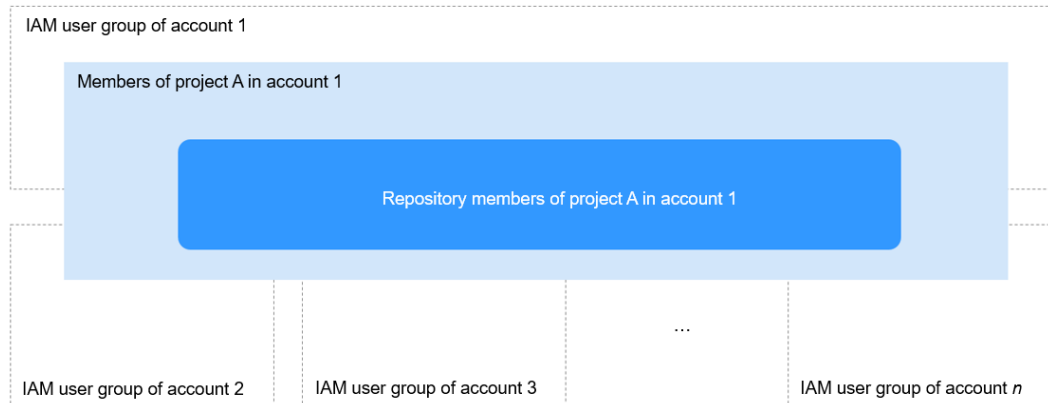 IAM user group of account 1
Members of project A in account 1
Repository members of project A in account 1
...
IAM user group of account 2
IAM user group of account 3
IAM user group of account n